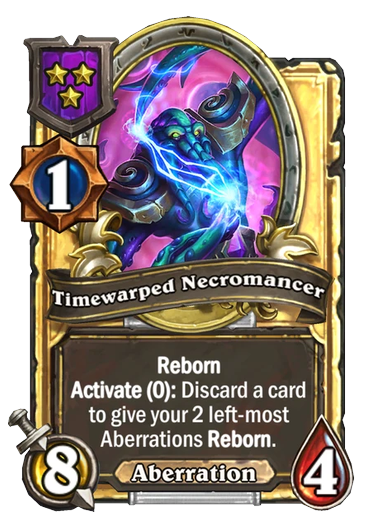 1
Timewarped Necromancer
Reborn
Activate (0): Discard a card
to give your 2 left-most
Aberrations Reborn.
8
Aberration
4